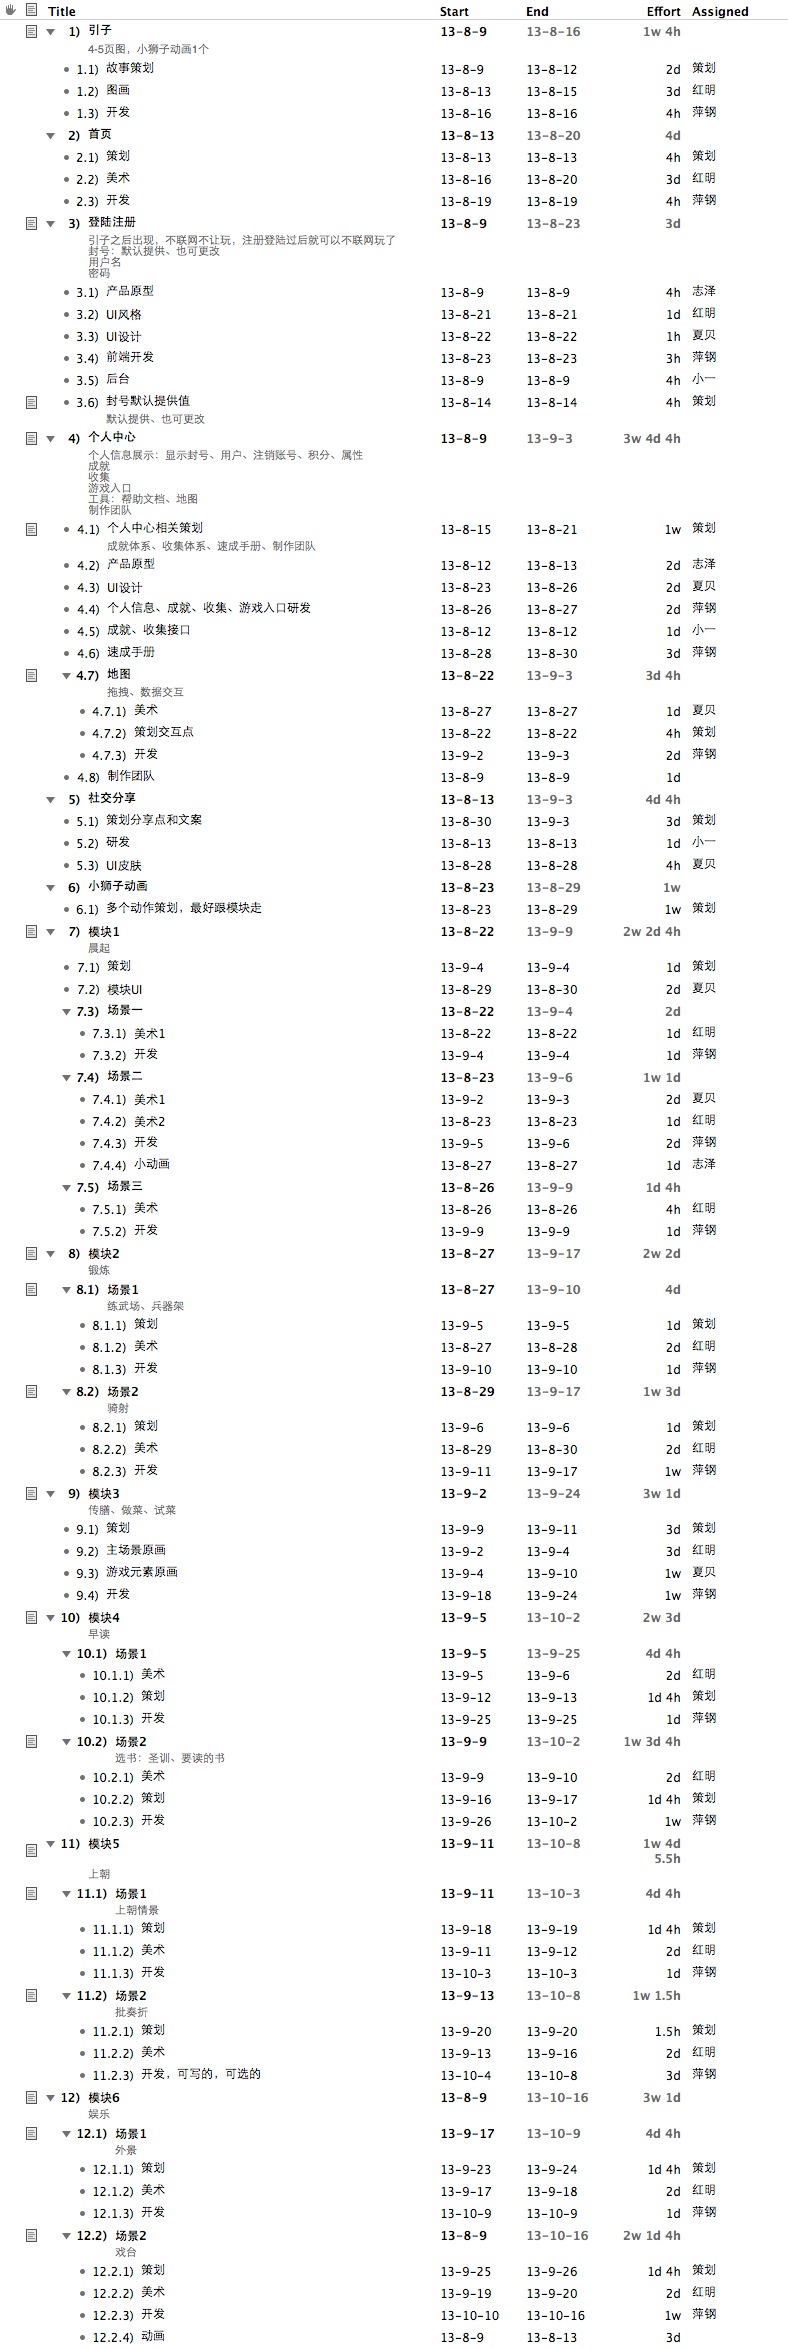 Title Start End Effort Assigned
1) 引子 13-8-9 13-8-16 1w 4h
4-5页图，小狮子动画1个
1.1) 故事策划 13-8-9 13-8-12 2d 策划
1.2) 图画 13-8-13 13-8-15 3d 红明
1.3) 开发 13-8-16 13-8-16 4h 萍钢
2) 首页 13-8-13 13-8-20 4d
2.1) 策划 13-8-13 13-8-13 4h 策划
2.2) 美术 13-8-16 13-8-20 3d 红明
2.3) 开发 13-8-19 13-8-19 4h 萍钢
3) 登陆注册 13-8-9 13-8-23 3d
引子之后出现，不联网不让玩，注册登陆过后就可以不联网玩了
封号：默认提供、也可更改
用户名
密码
3.1) 产品原型 13-8-9 13-8-9 4h 志泽
3.2) UI风格 13-8-21 13-8-21 1d 红明
3.3) UI设计 13-8-22 13-8-22 1h 夏贝
3.4) 前端开发 13-8-23 13-8-23 3h 萍钢
3.5) 后台 13-8-9 13-8-9 4h 小一
3.6) 封号默认提供值 13-8-14 13-8-14 4h 策划
默认提供、也可更改
4) 个人中心 13-8-9 13-9-3 3w 4d 4h
个人信息展示：显示封号、用户、注销账号、积分、属性
成就
收集
游戏入口
工具：帮助文档、地图
制作团队
4.1) 个人中心相关策划 13-8-15 13-8-21 1w 策划
成就体系、收集体系、速成手册、制作团队
4.2) 产品原型 13-8-12 13-8-13 2d 志泽
4.3) UI设计 13-8-23 13-8-26 2d 夏贝
4.4) 个人信息、成就、收集、游戏入口研发 13-8-26 13-8-27 2d 萍钢
4.5) 成就、收集接口 13-8-12 13-8-12 1d 小一
4.6) 速成手册 13-8-28 13-8-30 3d 萍钢
4.7) 地图 13-8-22 13-9-3 3d 4h
拖拽、数据交互
4.7.1) 美术 13-8-27 13-8-27 1d 夏贝
4.7.2) 策划交互点 13-8-22 13-8-22 4h 策划
4.7.3) 开发 13-9-2 13-9-3 2d 萍钢
4.8) 制作团队 13-8-9 13-8-9 1d
5) 社交分享 13-8-13 13-9-3 4d 4h
5.1) 策划分享点和文案 13-8-30 13-9-3 3d 策划
5.2) 研发 13-8-13 13-8-13 1d 小一
5.3) UI皮肤 13-8-28 13-8-28 4h 夏贝
6) 小狮子动画 13-8-23 13-8-29 1w
6.1) 多个动作策划，最好跟模块走 13-8-23 13-8-29 1w 策划
7) 模块1 13-8-22 13-9-9 2w 2d 4h
晨起
7.1) 策划 13-9-4 13-9-4 1d 策划
7.2) 模块UI 13-8-29 13-8-30 2d 夏贝
7.3) 场景一 13-8-22 13-9-4 2d
7.3.1) 美术1 13-8-22 13-8-22 1d 红明
7.3.2) 开发 13-9-4 13-9-4 1d 萍钢
7.4) 场景二 13-8-23 13-9-6 1w 1d
7.4.1) 美术1 13-9-2 13-9-3 2d 夏贝
7.4.2) 美术2 13-8-23 13-8-23 1d 红明
7.4.3) 开发 13-9-5 13-9-6 2d 萍钢
7.4.4) 小动画 13-8-27 13-8-27 1d 志泽
7.5) 场景三 13-8-26 13-9-9 1d 4h
7.5.1) 美术 13-8-26 13-8-26 4h 红明
7.5.2) 开发 13-9-9 13-9-9 1d 萍钢
8) 模块2 13-8-27 13-9-17 2w 2d
锻炼
8.1) 场景1 13-8-27 13-9-10 4d
练武场、兵器架
8.1.1) 策划 13-9-5 13-9-5 1d 策划
8.1.2) 美术 13-8-27 13-8-28 2d 红明
8.1.3) 开发 13-9-10 13-9-10 1d 萍钢
8.2) 场景2 13-8-29 13-9-17 1w 3d
骑射
8.2.1) 策划 13-9-6 13-9-6 1d 策划
8.2.2) 美术 13-8-29 13-8-30 2d 红明
8.2.3) 开发 13-9-11 13-9-17 1w 萍钢
9) 模块3 13-9-2 13-9-24 3w 1d
传膳、做菜、试菜
9.1) 策划 13-9-9 13-9-11 3d 策划
9.2) 主场景原画 13-9-2 13-9-4 3d 红明
9.3) 游戏元素原画 13-9-4 13-9-10 1w 夏贝
9.4) 开发 13-9-18 13-9-24 1w 萍钢
10) 模块4 13-9-5 13-10-2 2w 3d
早读
10.1) 场景1 13-9-5 13-9-25 4d 4h
10.1.1) 美术 13-9-5 13-9-6 2d 红明
10.1.2) 策划 13-9-12 13-9-13 1d 4h 策划
10.1.3) 开发 13-9-25 13-9-25 1d 萍钢
10.2) 场景2 13-9-9 13-10-2 1w 3d 4h
选书：圣训、要读的书
10.2.1) 美术 13-9-9 13-9-10 2d 红明
10.2.2) 策划 13-9-16 13-9-17 1d 4h 策划
10.2.3) 开发 13-9-26 13-10-2 1w 萍钢
11) 模块5 13-9-11 13-10-8 1w 4d
5.5h
上朝
11.1) 场景1 13-9-11 13-10-3 4d 4h
上朝情景
11.1.1) 策划 13-9-18 13-9-19 1d 4h 策划
11.1.2) 美术 13-9-11 13-9-12 2d 红明
11.1.3) 开发 13-10-3 13-10-3 1d 萍钢
11.2) 场景2 13-9-13 13-10-8 1w 1.5h
批奏折
11.2.1) 策划 13-9-20 13-9-20 1.5h 策划
11.2.2) 美术 13-9-13 13-9-16 2d 红明
11.2.3) 开发，可写的，可选的 13-10-4 13-10-8 3d 萍钢
12) 模块6 13-8-9 13-10-16 3w 1d
娱乐
12.1) 场景1 13-9-17 13-10-9 4d 4h
外景
12.1.1) 策划 13-9-23 13-9-24 1d 4h 策划
12.1.2) 美术 13-9-17 13-9-18 2d 红明
12.1.3) 开发 13-10-9 13-10-9 1d 萍钢
12.2) 场景2 13-8-9 13-10-16 2w 1d 4h
戏台
12.2.1) 策划 13-9-25 13-9-26 1d 4h 策划
12.2.2) 美术 13-9-19 13-9-20 2d 红明
12.2.3) 开发 13-10-10 13-10-16 1w 萍钢
12.2.4) 动画 13-8-9 13-8-13 3d